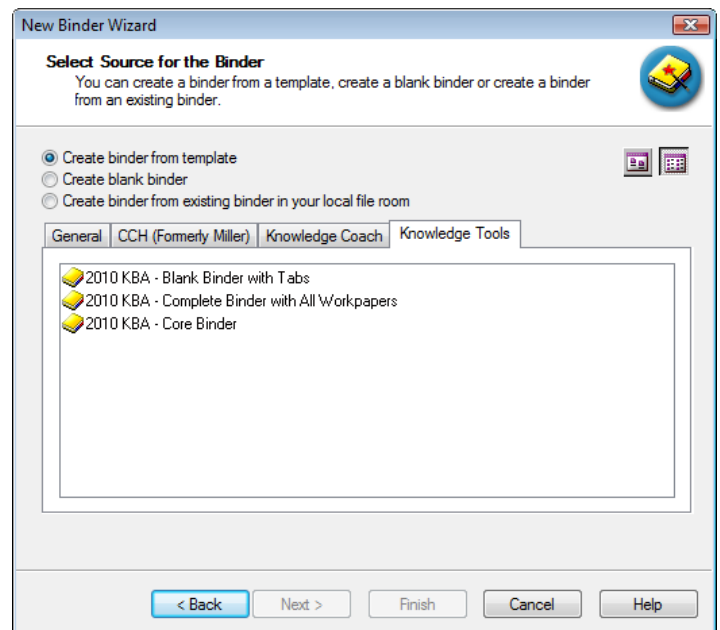 New Binder Wizard
Select Source for the Binder
You can create a binder from a template, create a blank binder or create a binder
from an existing binder.
Create binder from template
Create blank binder
Create binder from existing binder in your local file room
General CCH (Formerly Miller) Knowledge Coach Knowledge Tools
2010 KBA - Blank Binder with Tabs
2010 KBA - Complete Binder with All Workpapers
2010 KBA - Core Binder
< Back Next > Finish Cancel Help